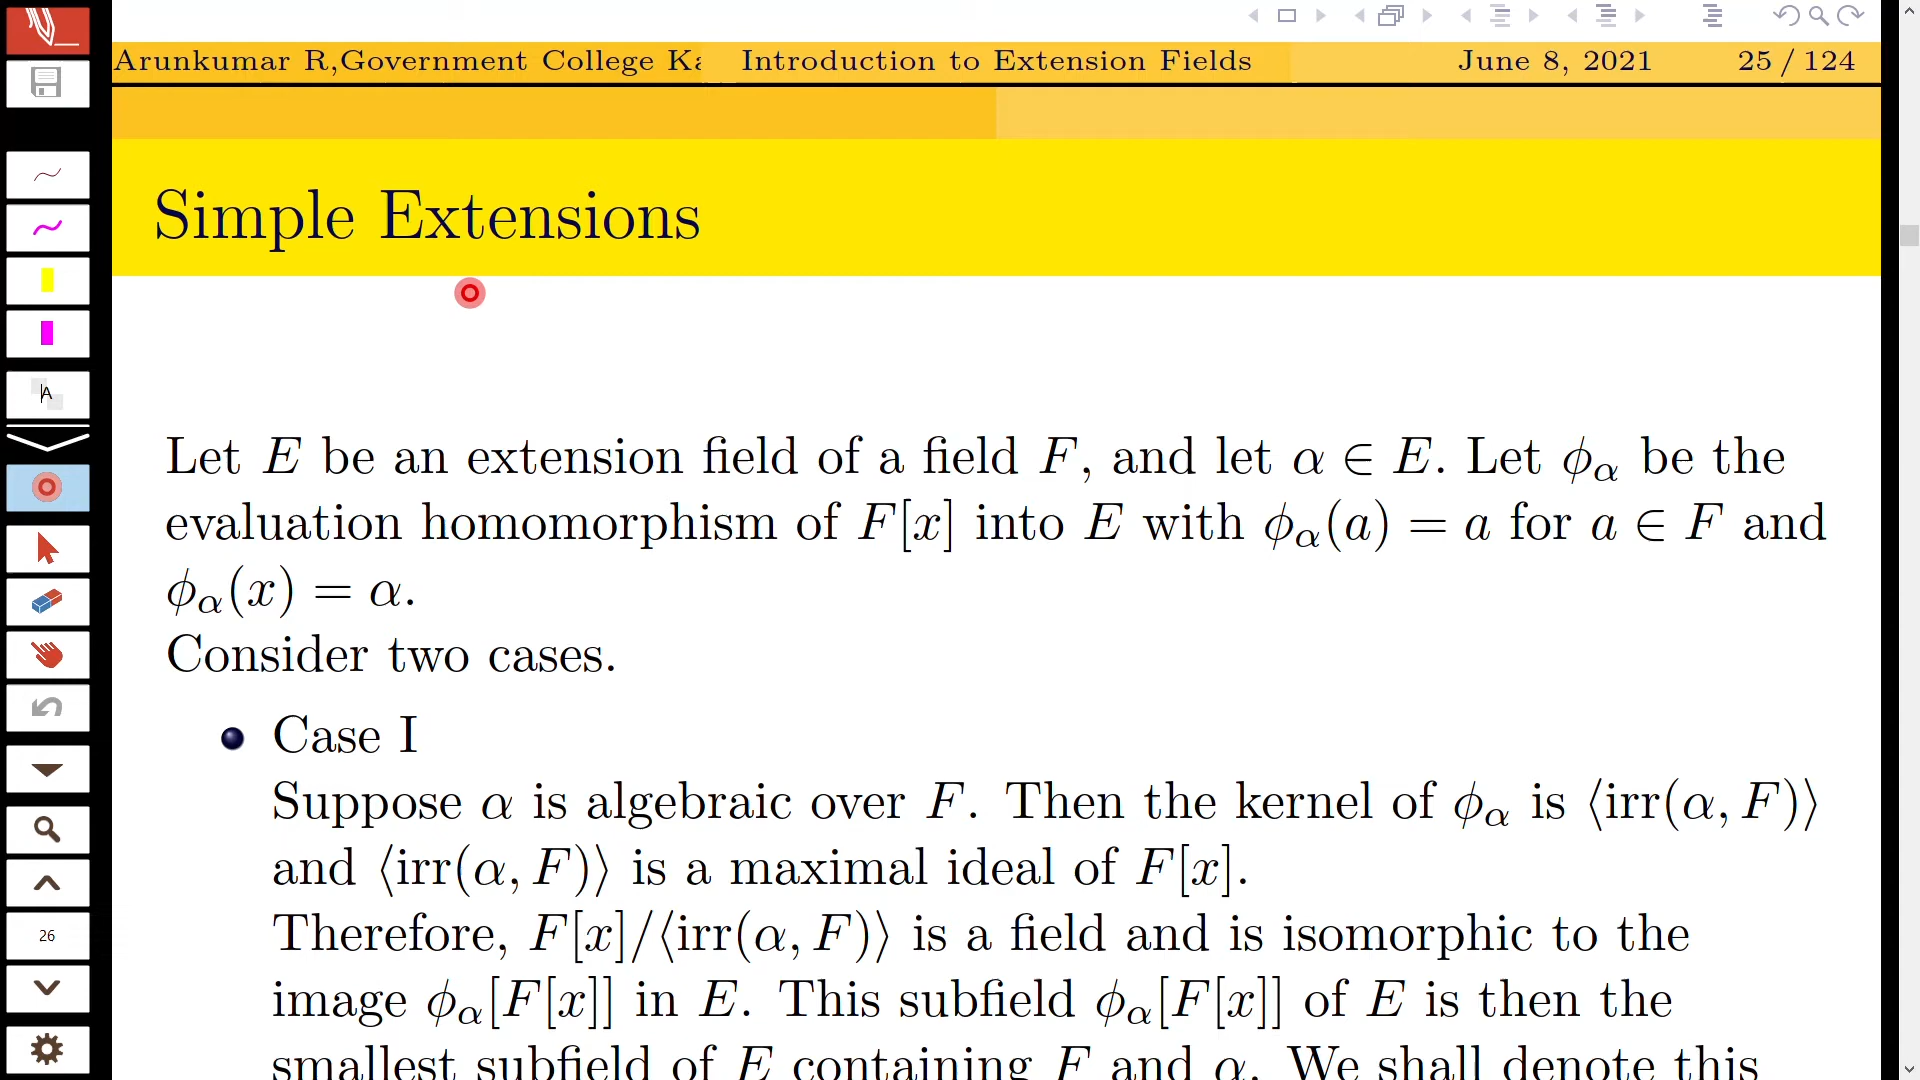 Arunkumar R,Government College Ka
Introduction to Extension Fields
June 8, 2021
25 / 124
Simple Extensions
A
Let E be an extension field of a field F, and let α ∈ E. Let ϕ_α be the
evaluation homomorphism of F[x] into E with ϕ_α(a) = a for a ∈ F and
ϕ_α(x) = α.
Consider two cases.
Case I
Suppose α is algebraic over F. Then the kernel of ϕ_α is ⟨irr(α, F)⟩
and ⟨irr(α, F)⟩ is a maximal ideal of F[x].
Therefore, F[x]/⟨irr(α, F)⟩ is a field and is isomorphic to the
image ϕ_α[F[x]] in E. This subfield ϕ_α[F[x]] of E is then the
smallest subfield of E containing F and α. We shall denote this
26